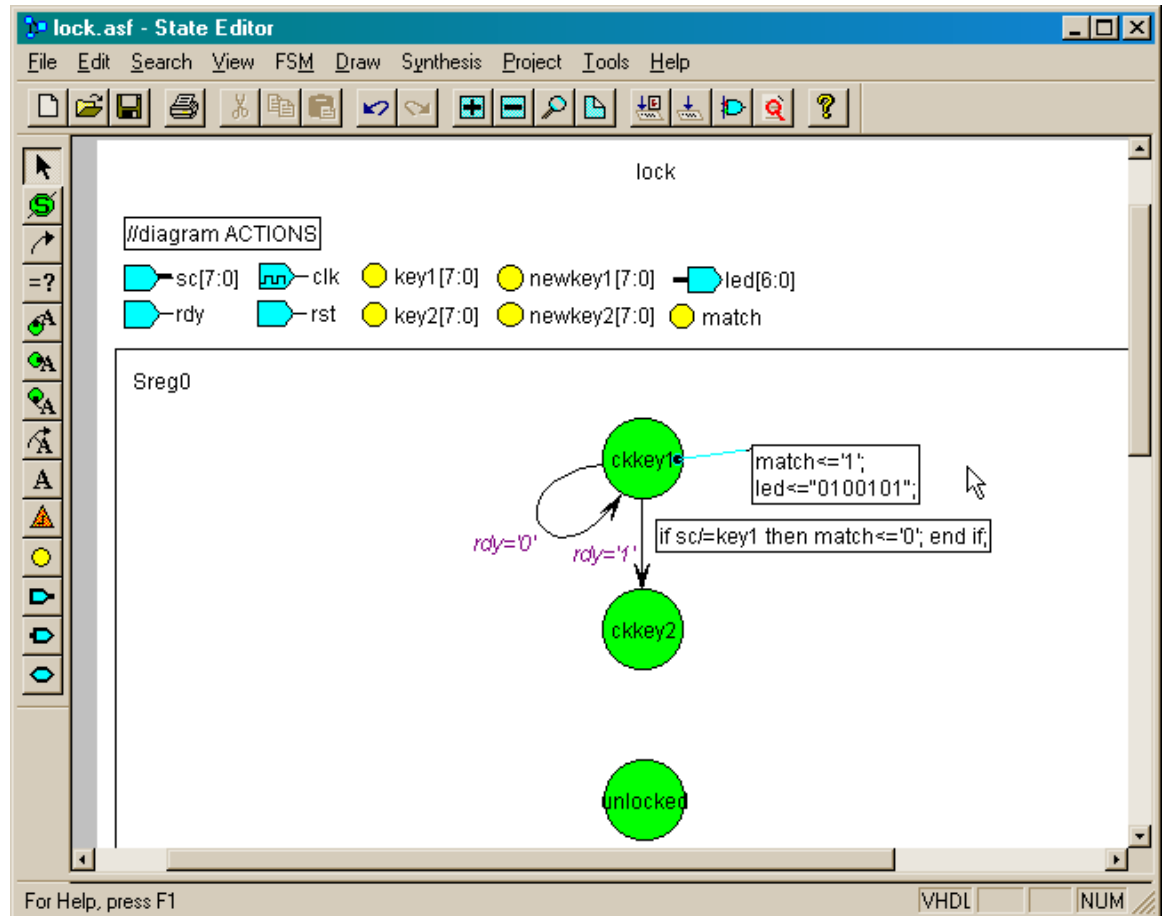 lock.asf - State Editor
File Edit Search View FSM Draw Synthesis Project Tools Help
lock
//diagram ACTIONS
sc[7:0] clk key1[7:0] newkey1[7:0] led[6:0]
rdy rst key2[7:0] newkey2[7:0] match
Sreg0
ckkey1
match<='1';
led<="0100101";
rdy='0'
rdy='1'
if sc/=key1 then match<='0'; end if;
ckkey2
unlocked
=?
A
A
A
A
A
For Help, press F1
VHDL
NUM